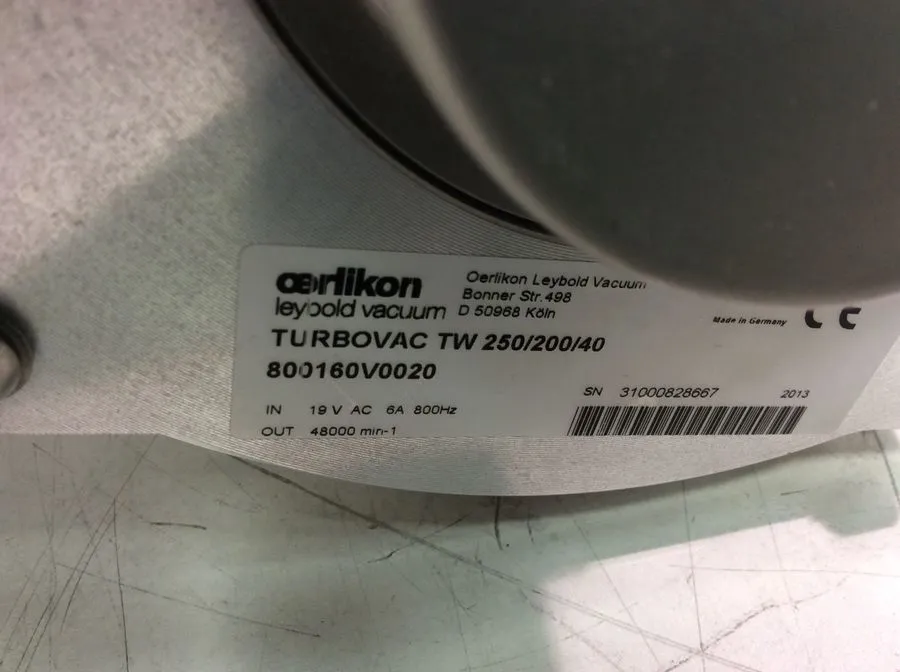 oerlikon
leybold vacuum
Oerlikon Leybold Vacuum
Bonner Str.498
D 50968 Köln
Made in Germany CE
TURBOVAC TW 250/200/40
800160V0020
SN 31000828667 2013
IN 19 V AC 6A 800Hz
OUT 48000 min-1